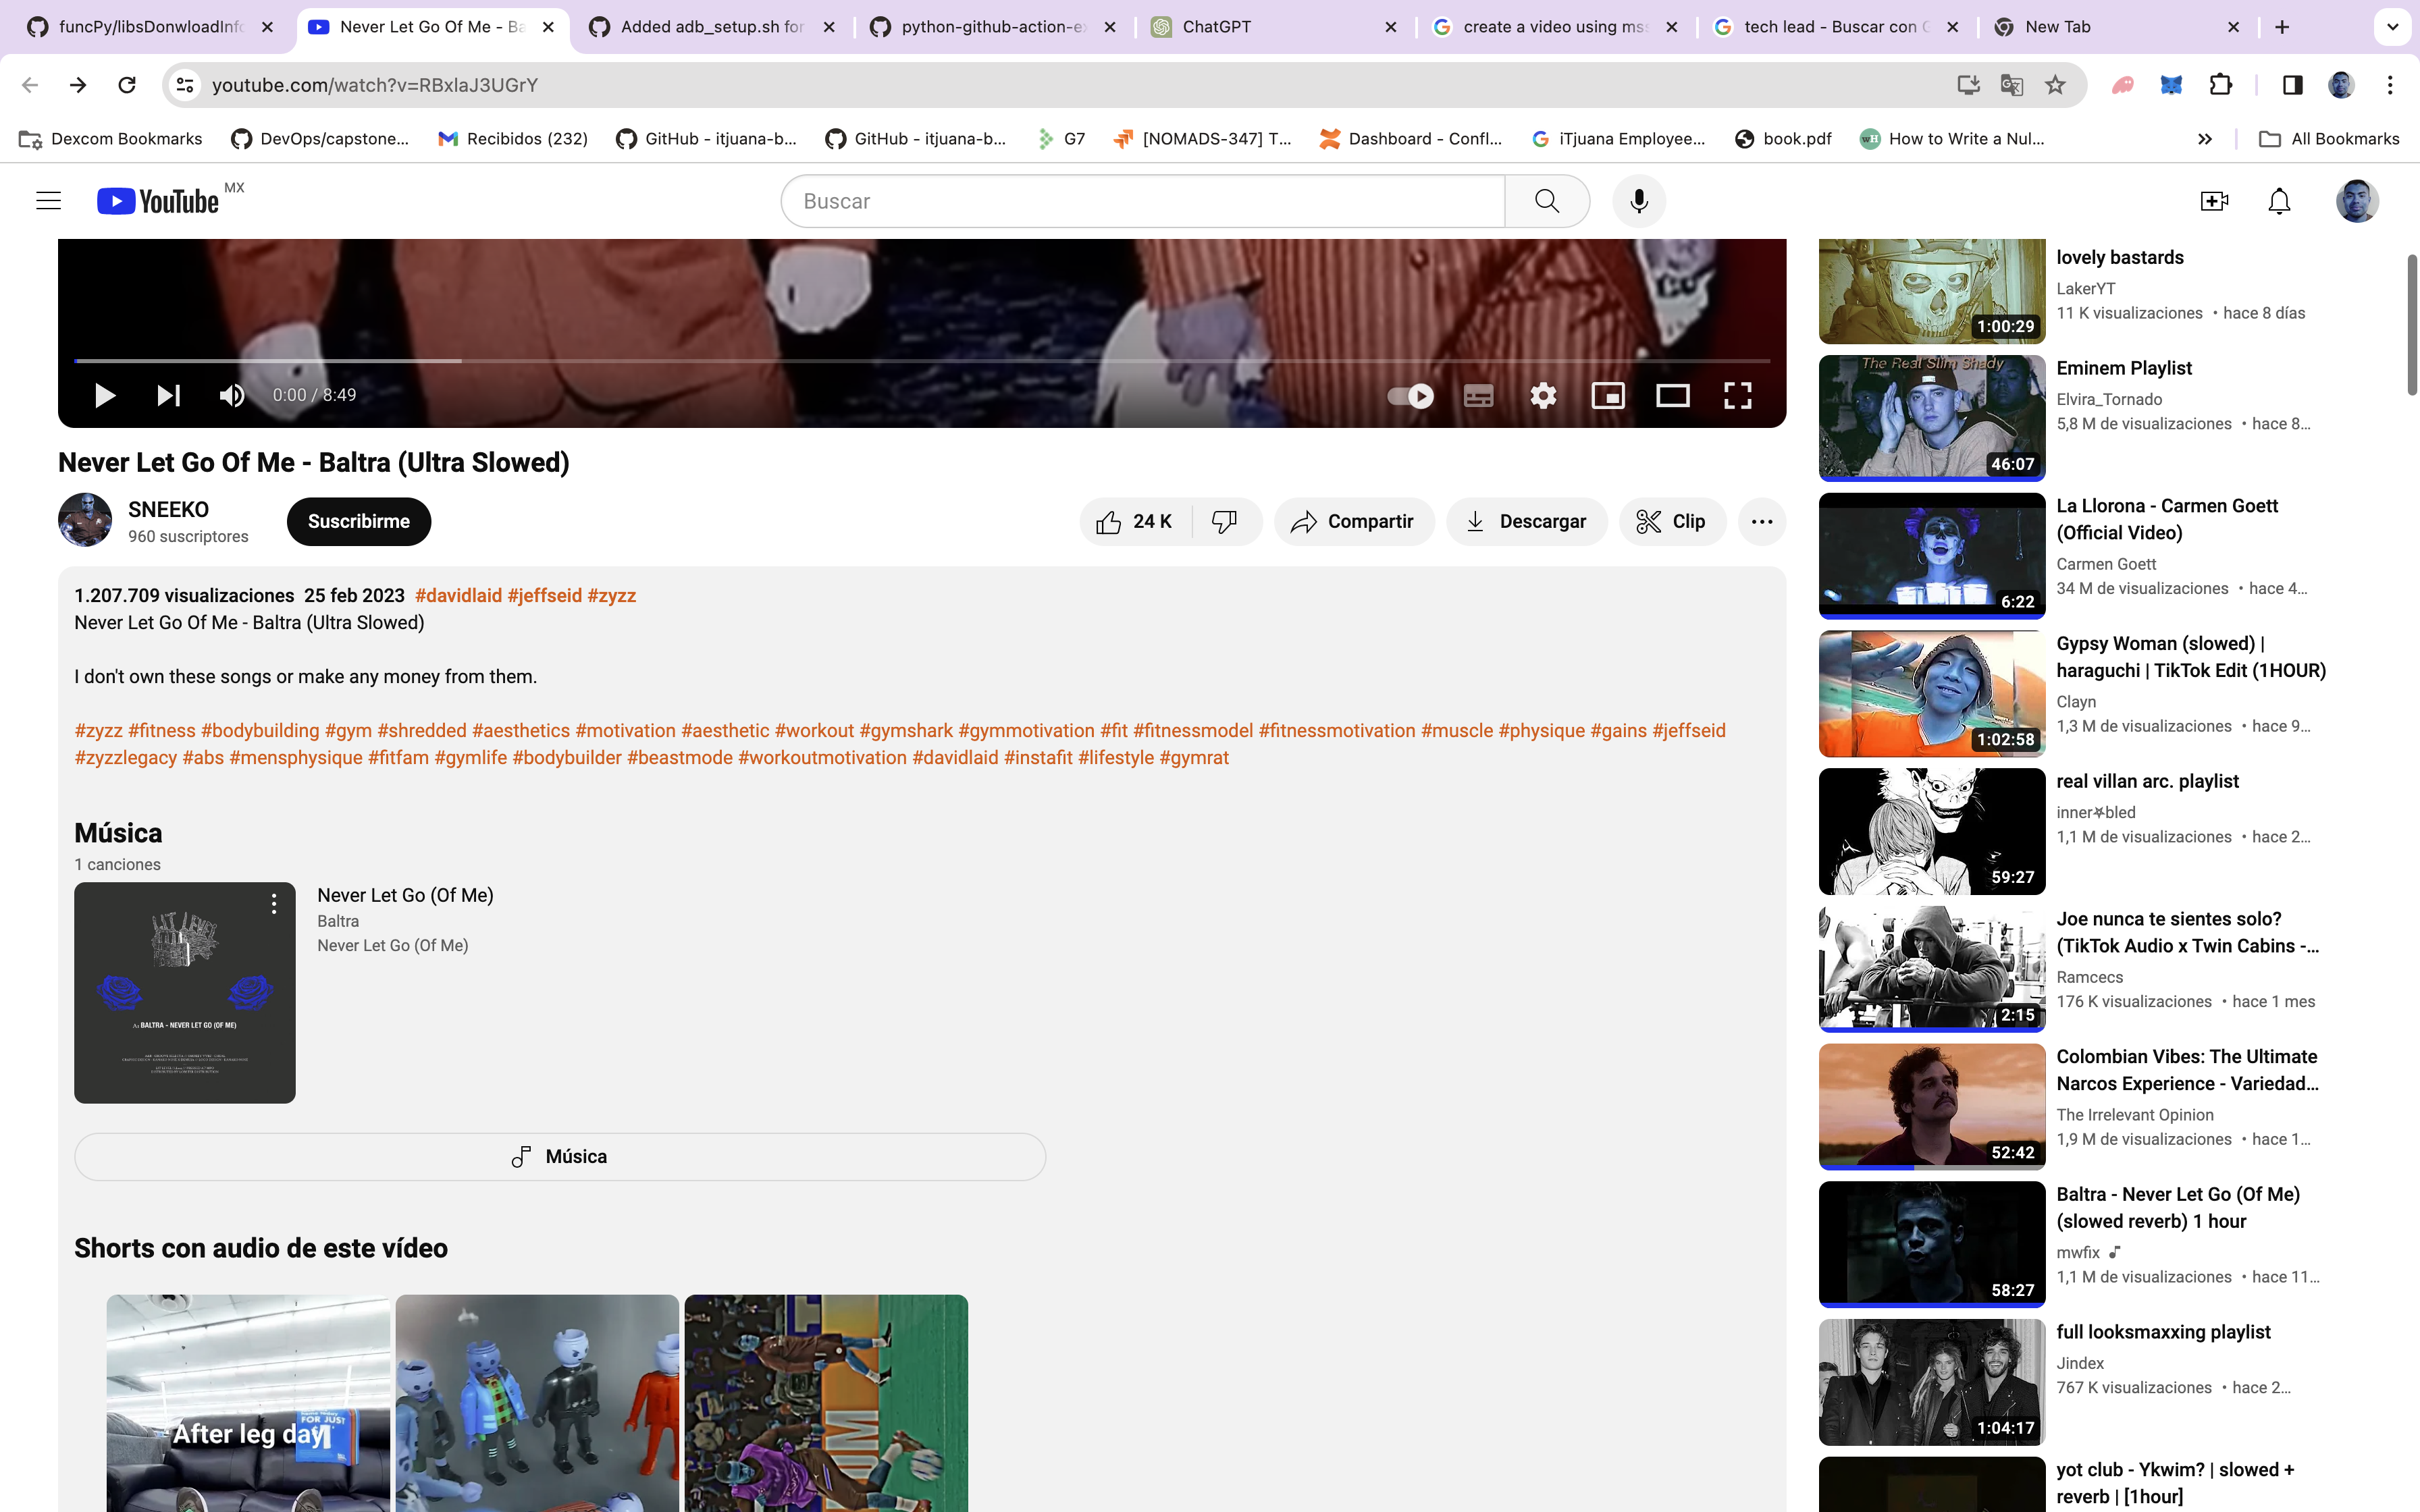 funcPy/libsDonwloadInfo
Never Let Go Of Me - Ba
Added adb_setup.sh for
python-github-action-ex
ChatGPT
create a video using mss
tech lead - Buscar con G
New Tab
youtube.com/watch?v=RBxlaJ3UGrY
Dexcom Bookmarks
DevOps/capstone...
Recibidos (232)
GitHub - itjuana-b...
GitHub - itjuana-b...
G7
[NOMADS-347] T...
Dashboard - Confl...
iTjuana Employee...
book.pdf
How to Write a Nul...
All Bookmarks
YouTube MX
Buscar
0:00 / 8:49
Never Let Go Of Me - Baltra (Ultra Slowed)
SNEEKO
960 suscriptores
Suscribirme
24 K
Compartir
Descargar
Clip
1.207.709 visualizaciones 25 feb 2023 #davidlaid #jeffseid #zyzz
Never Let Go Of Me - Baltra (Ultra Slowed)
I don't own these songs or make any money from them.
#zyzz #fitness #bodybuilding #gym #shredded #aesthetics #motivation #aesthetic #workout #gymshark #gymmotivation #fit #fitnessmodel #fitnessmotivation #muscle #physique #gains #jeffseid
#zyzzlegacy #abs #mensphysique #fitfam #gymlife #bodybuilder #beastmode #workoutmotivation #davidlaid #instafit #lifestyle #gymrat
Música
1 canciones
BALTRA - NEVER LET GO (OF ME)
Never Let Go (Of Me)
Baltra
Never Let Go (Of Me)
Música
Shorts con audio de este vídeo
After leg day
FOR JUST
lovely bastards
LakerYT
11 K visualizaciones • hace 8 días
1:00:29
The Real Slim Shady
46:07
Eminem Playlist
Elvira_Tornado
5,8 M de visualizaciones • hace 8...
6:22
La Llorona - Carmen Goett
(Official Video)
Carmen Goett
34 M de visualizaciones • hace 4...
1:02:58
Gypsy Woman (slowed) |
haraguchi | TikTok Edit (1HOUR)
Clayn
1,3 M de visualizaciones • hace 9...
59:27
real villan arc. playlist
inner⛧bled
1,1 M de visualizaciones • hace 2...
2:15
Joe nunca te sientes solo?
(TikTok Audio x Twin Cabins -...
Ramcecs
176 K visualizaciones • hace 1 mes
52:42
Colombian Vibes: The Ultimate
Narcos Experience - Variedad...
The Irrelevant Opinion
1,9 M de visualizaciones • hace 1...
58:27
Baltra - Never Let Go (Of Me)
(slowed reverb) 1 hour
mwfix
1,1 M de visualizaciones • hace 11...
1:04:17
full looksmaxxing playlist
Jindex
767 K visualizaciones • hace 2...
yot club - Ykwim? | slowed +
reverb | [1hour]